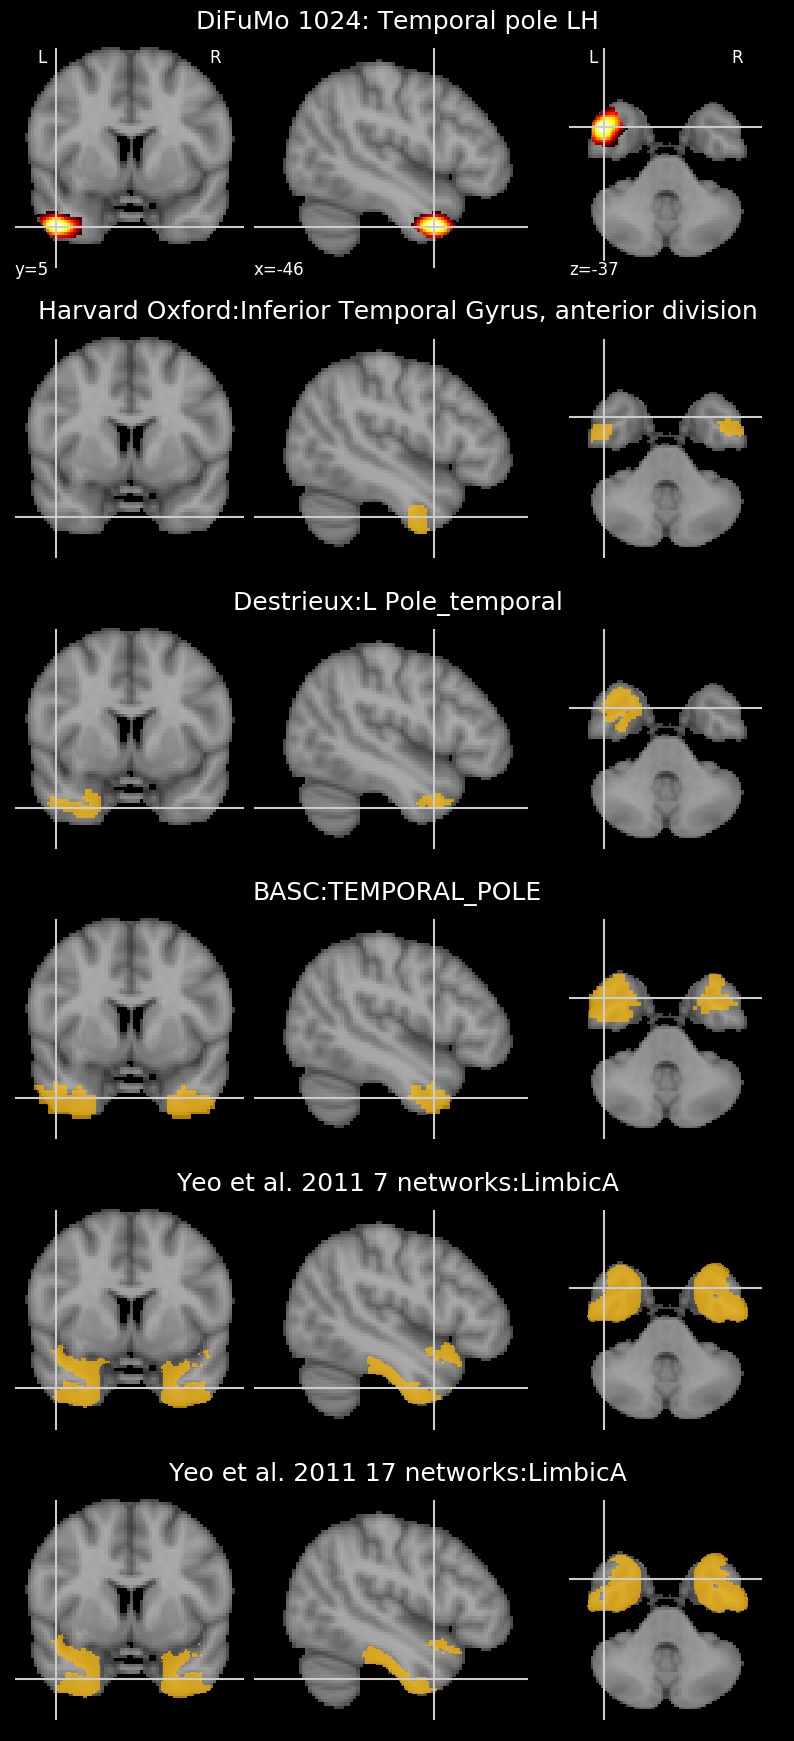 DiFuMo 1024: Temporal pole LH
L R L R
y=5 x=-46 z=-37
Harvard Oxford:Inferior Temporal Gyrus, anterior division
Destrieux:L Pole_temporal
BASC:TEMPORAL_POLE
Yeo et al. 2011 7 networks:LimbicA
Yeo et al. 2011 17 networks:LimbicA